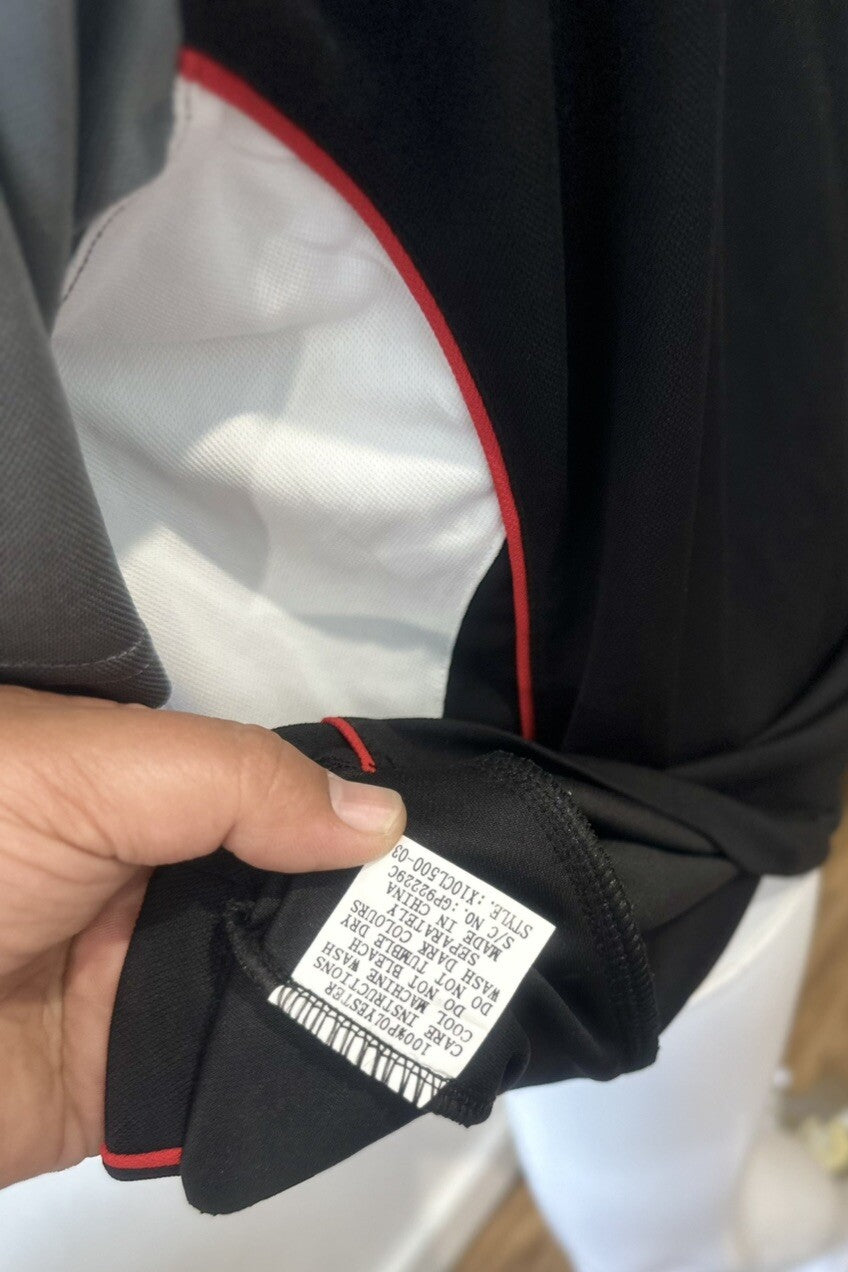 100%POLYESTER
CARE INSTRUCTIONS
COOL MACHINE WASH
DO NOT BLEACH
DO NOT TUMBLE DRY
WASH DARK COLOURS
SEPARATELY
MADE IN CHINA
S/C NO :GP92229C
STYLE.:X10CL500-03